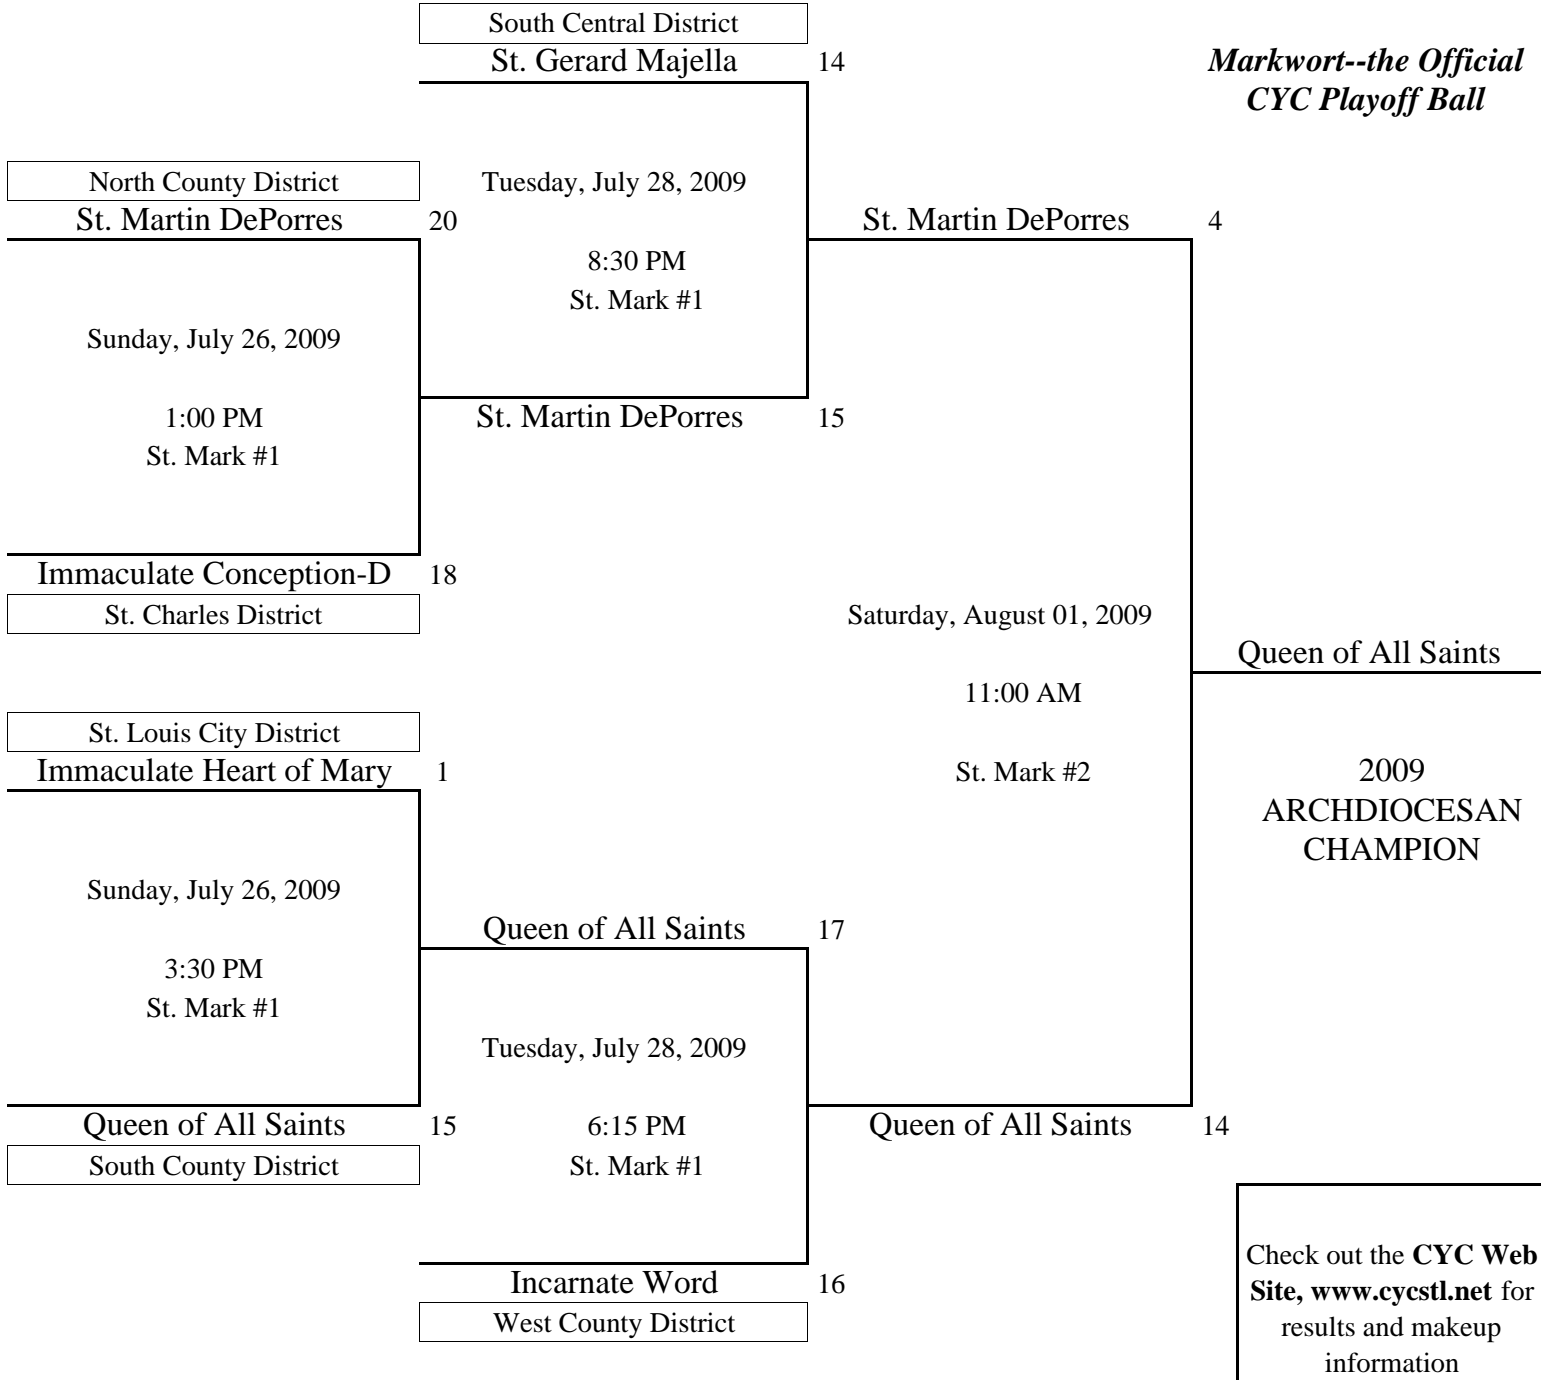 South Central District
St. Gerard Majella 14
Markwort--the Official
CYC Playoff Ball
North County District
Tuesday, July 28, 2009
St. Martin DePorres 20
St. Martin DePorres 4
8:30 PM
St. Mark #1
Sunday, July 26, 2009
1:00 PM
St. Martin DePorres 15
St. Mark #1
Immaculate Conception-D 18
St. Charles District
Saturday, August 01, 2009
Queen of All Saints
11:00 AM
St. Louis City District
Immaculate Heart of Mary 1
St. Mark #2
2009
ARCHDIOCESAN
CHAMPION
Sunday, July 26, 2009
Queen of All Saints 17
3:30 PM
St. Mark #1
Tuesday, July 28, 2009
Queen of All Saints 15
6:15 PM
Queen of All Saints 14
South County District
St. Mark #1
Check out the CYC Web
Site, www.cycstl.net for
results and makeup
information
Incarnate Word 16
West County District